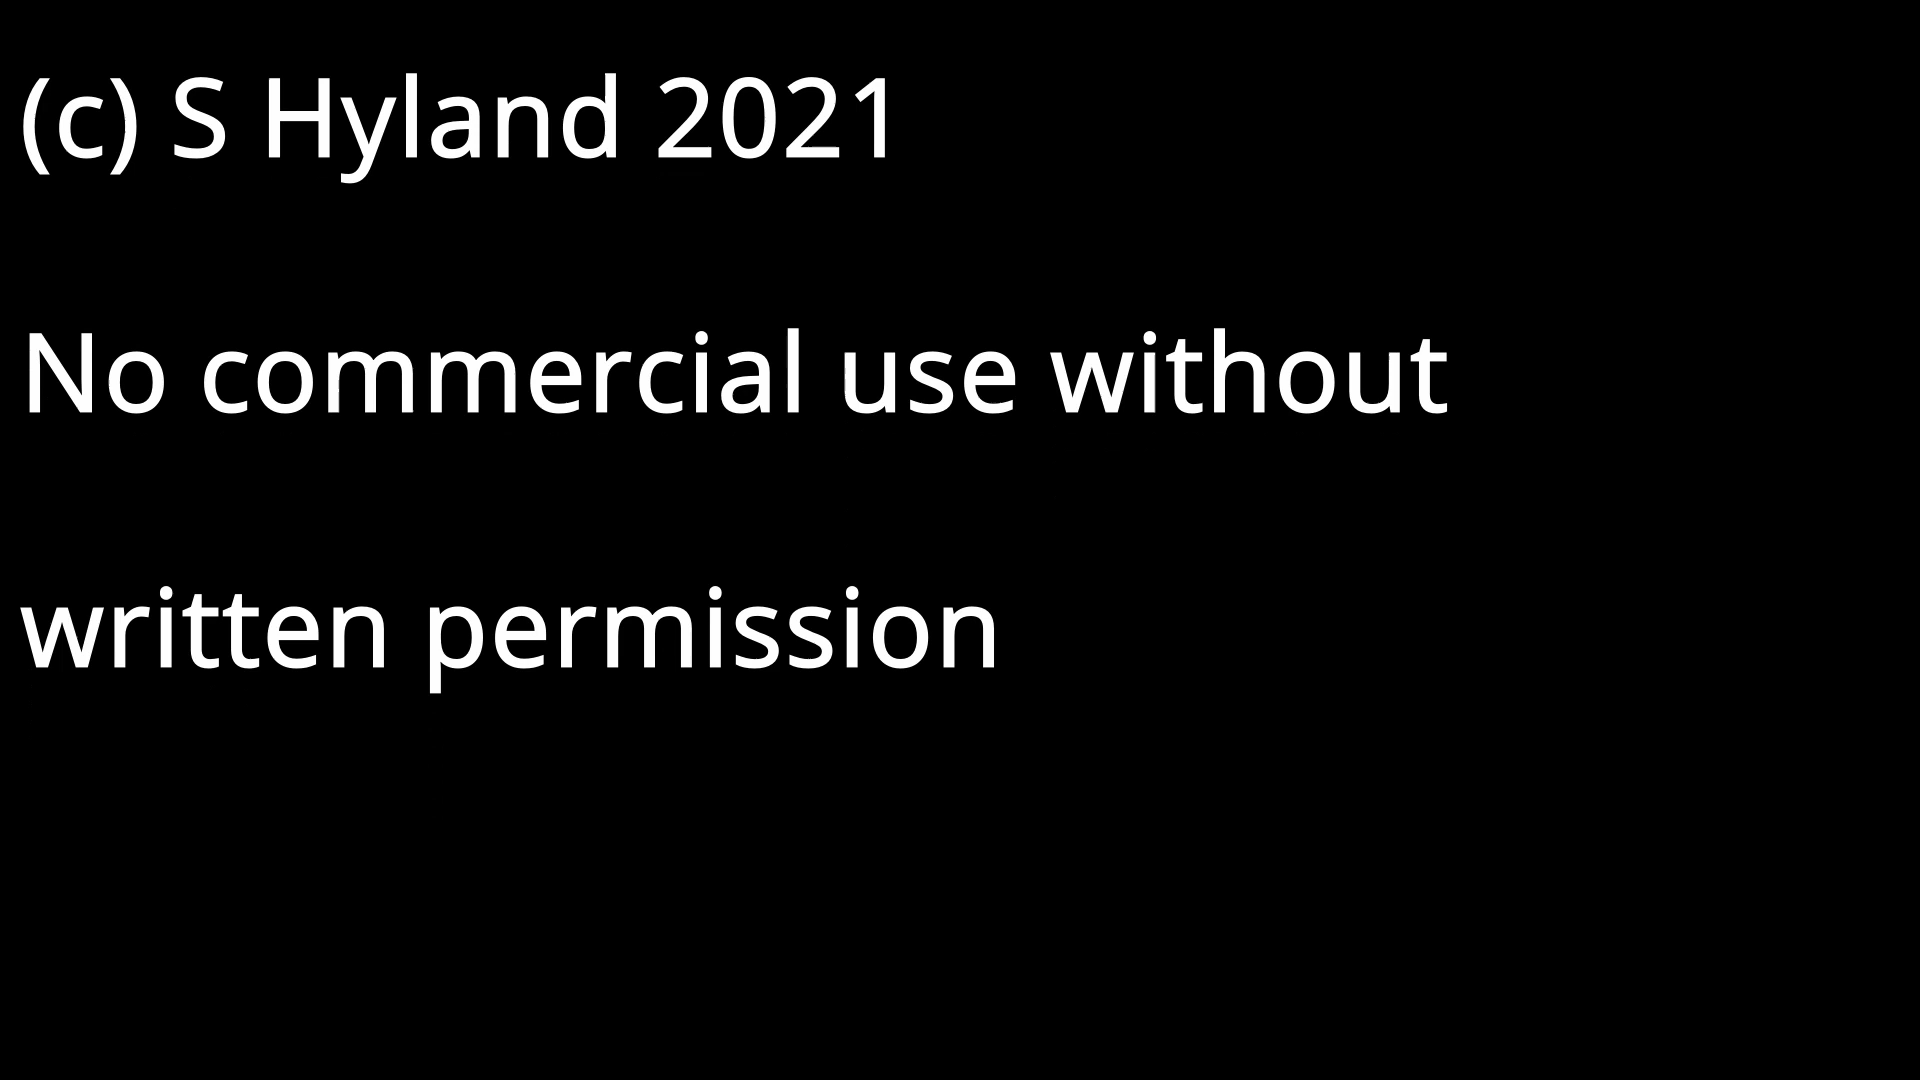 (c) S Hyland 2021
No commercial use without
written permission